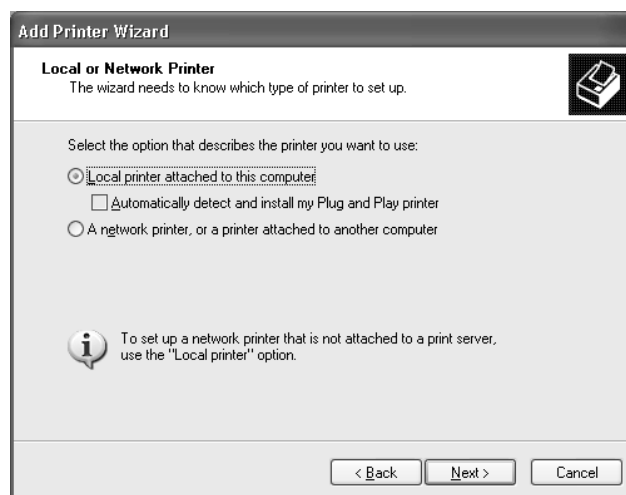 Add Printer Wizard
Local or Network Printer
The wizard needs to know which type of printer to set up.
Select the option that describes the printer you want to use:
Local printer attached to this computer
Automatically detect and install my Plug and Play printer
A network printer, or a printer attached to another computer
To set up a network printer that is not attached to a print server,
use the "Local printer" option.
< Back Next > Cancel